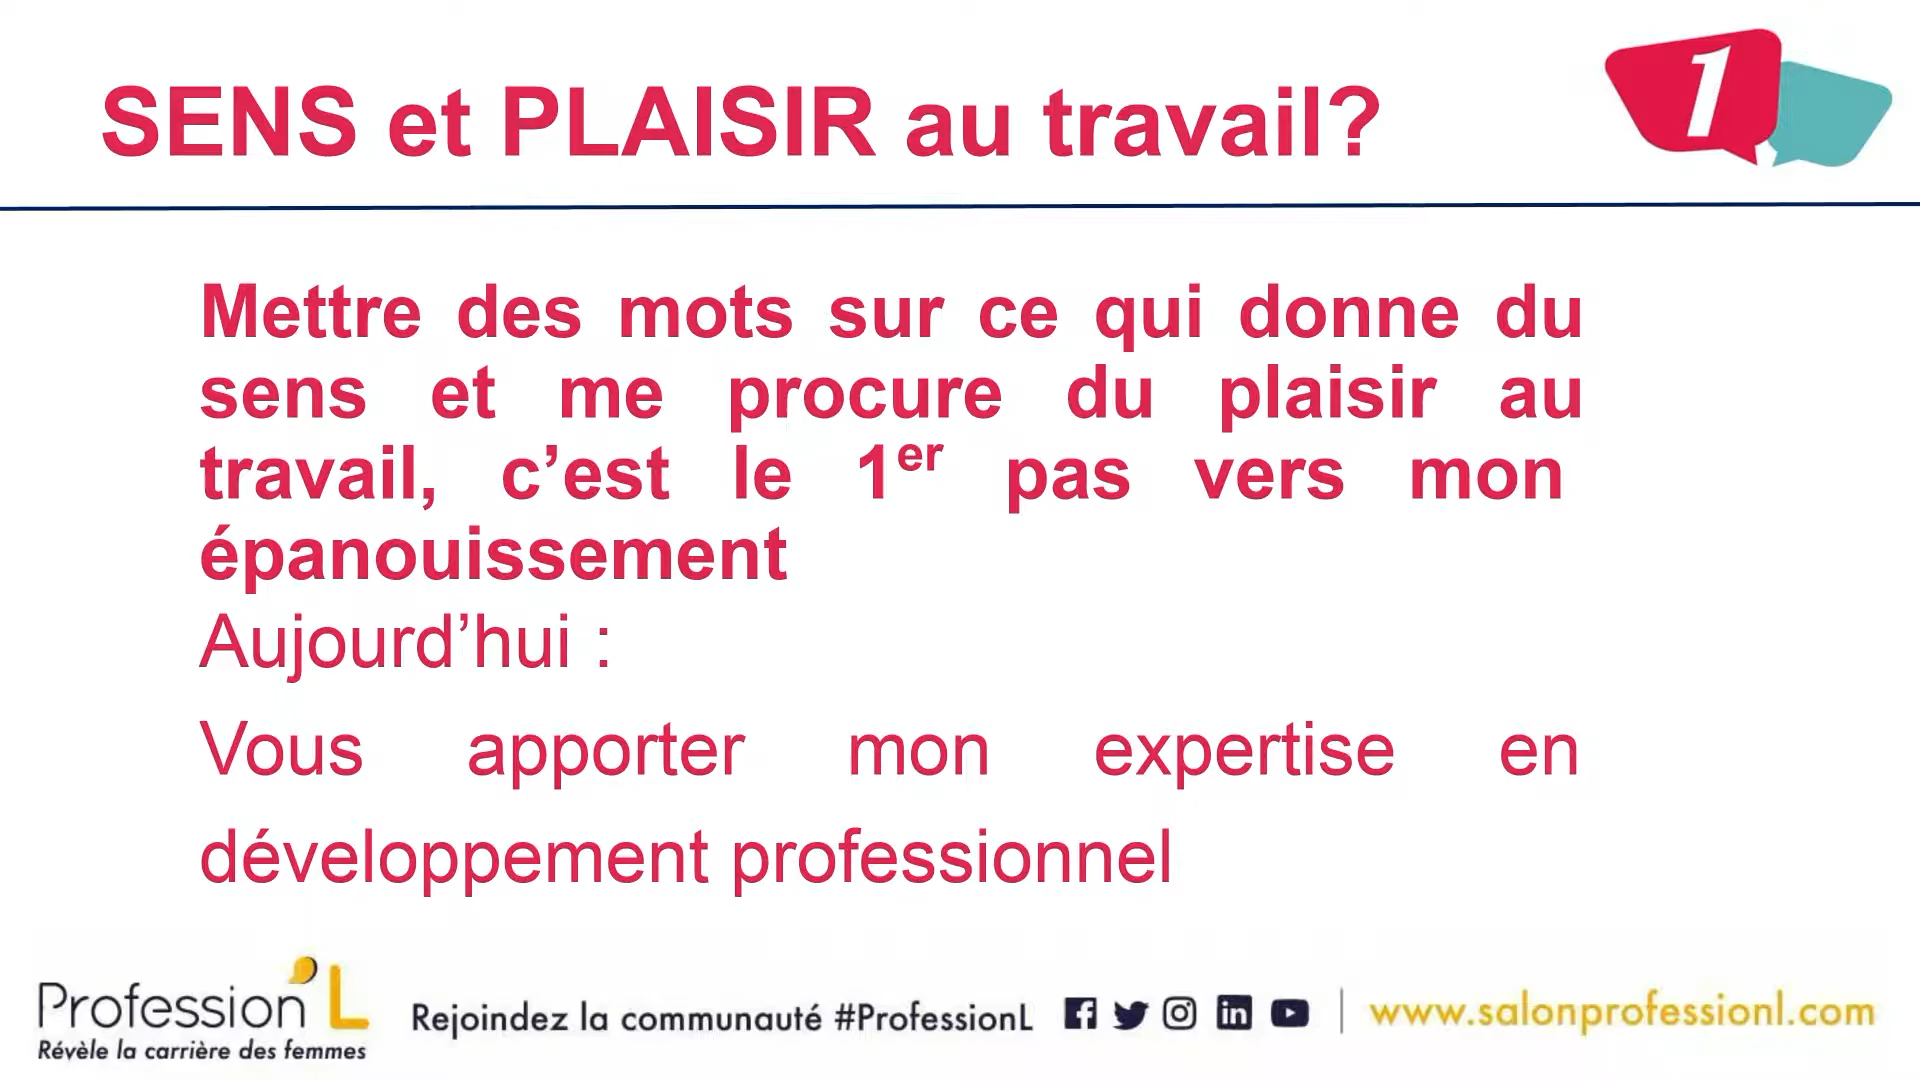 SENS et PLAISIR au travail?
1
Mettre des mots sur ce qui donne du
sens et me procure du plaisir au
travail, c’est le 1er pas vers mon
épanouissement
Aujourd’hui :
Vous apporter mon expertise en
développement professionnel
Profession'L
Révèle la carrière des femmes
Rejoindez la communauté #ProfessionL
www.salonprofessionl.com